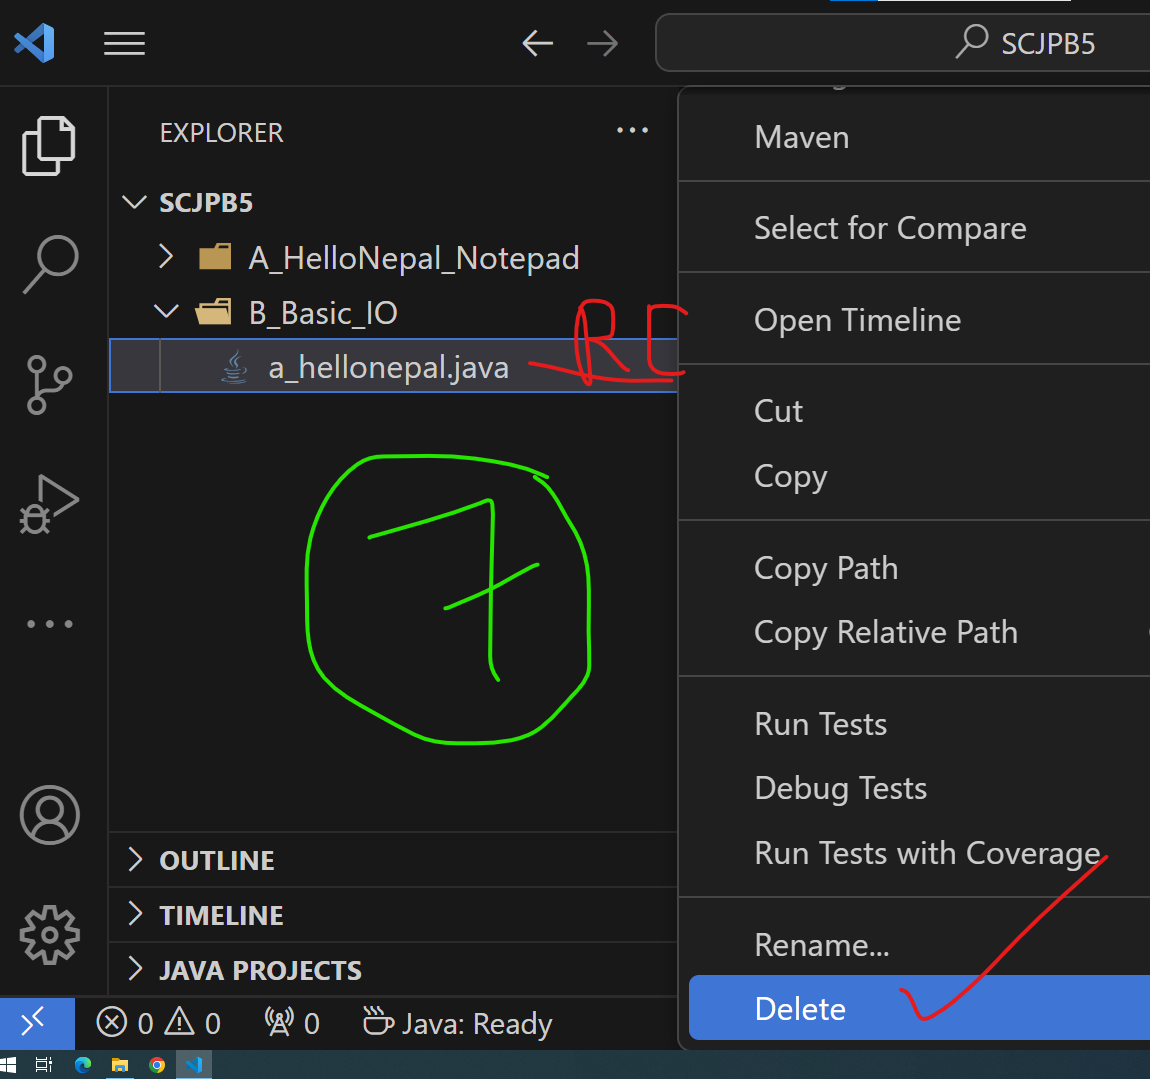 SCJPB5
EXPLORER
SCJPB5
A_HelloNepal_Notepad
B_Basic_IO
a_hellonepal.java
RC
7
OUTLINE
TIMELINE
JAVA PROJECTS
Maven
Select for Compare
Open Timeline
Cut
Copy
Copy Path
Copy Relative Path
Run Tests
Debug Tests
Run Tests with Coverage
Rename...
Delete
0 0 0 Java: Ready